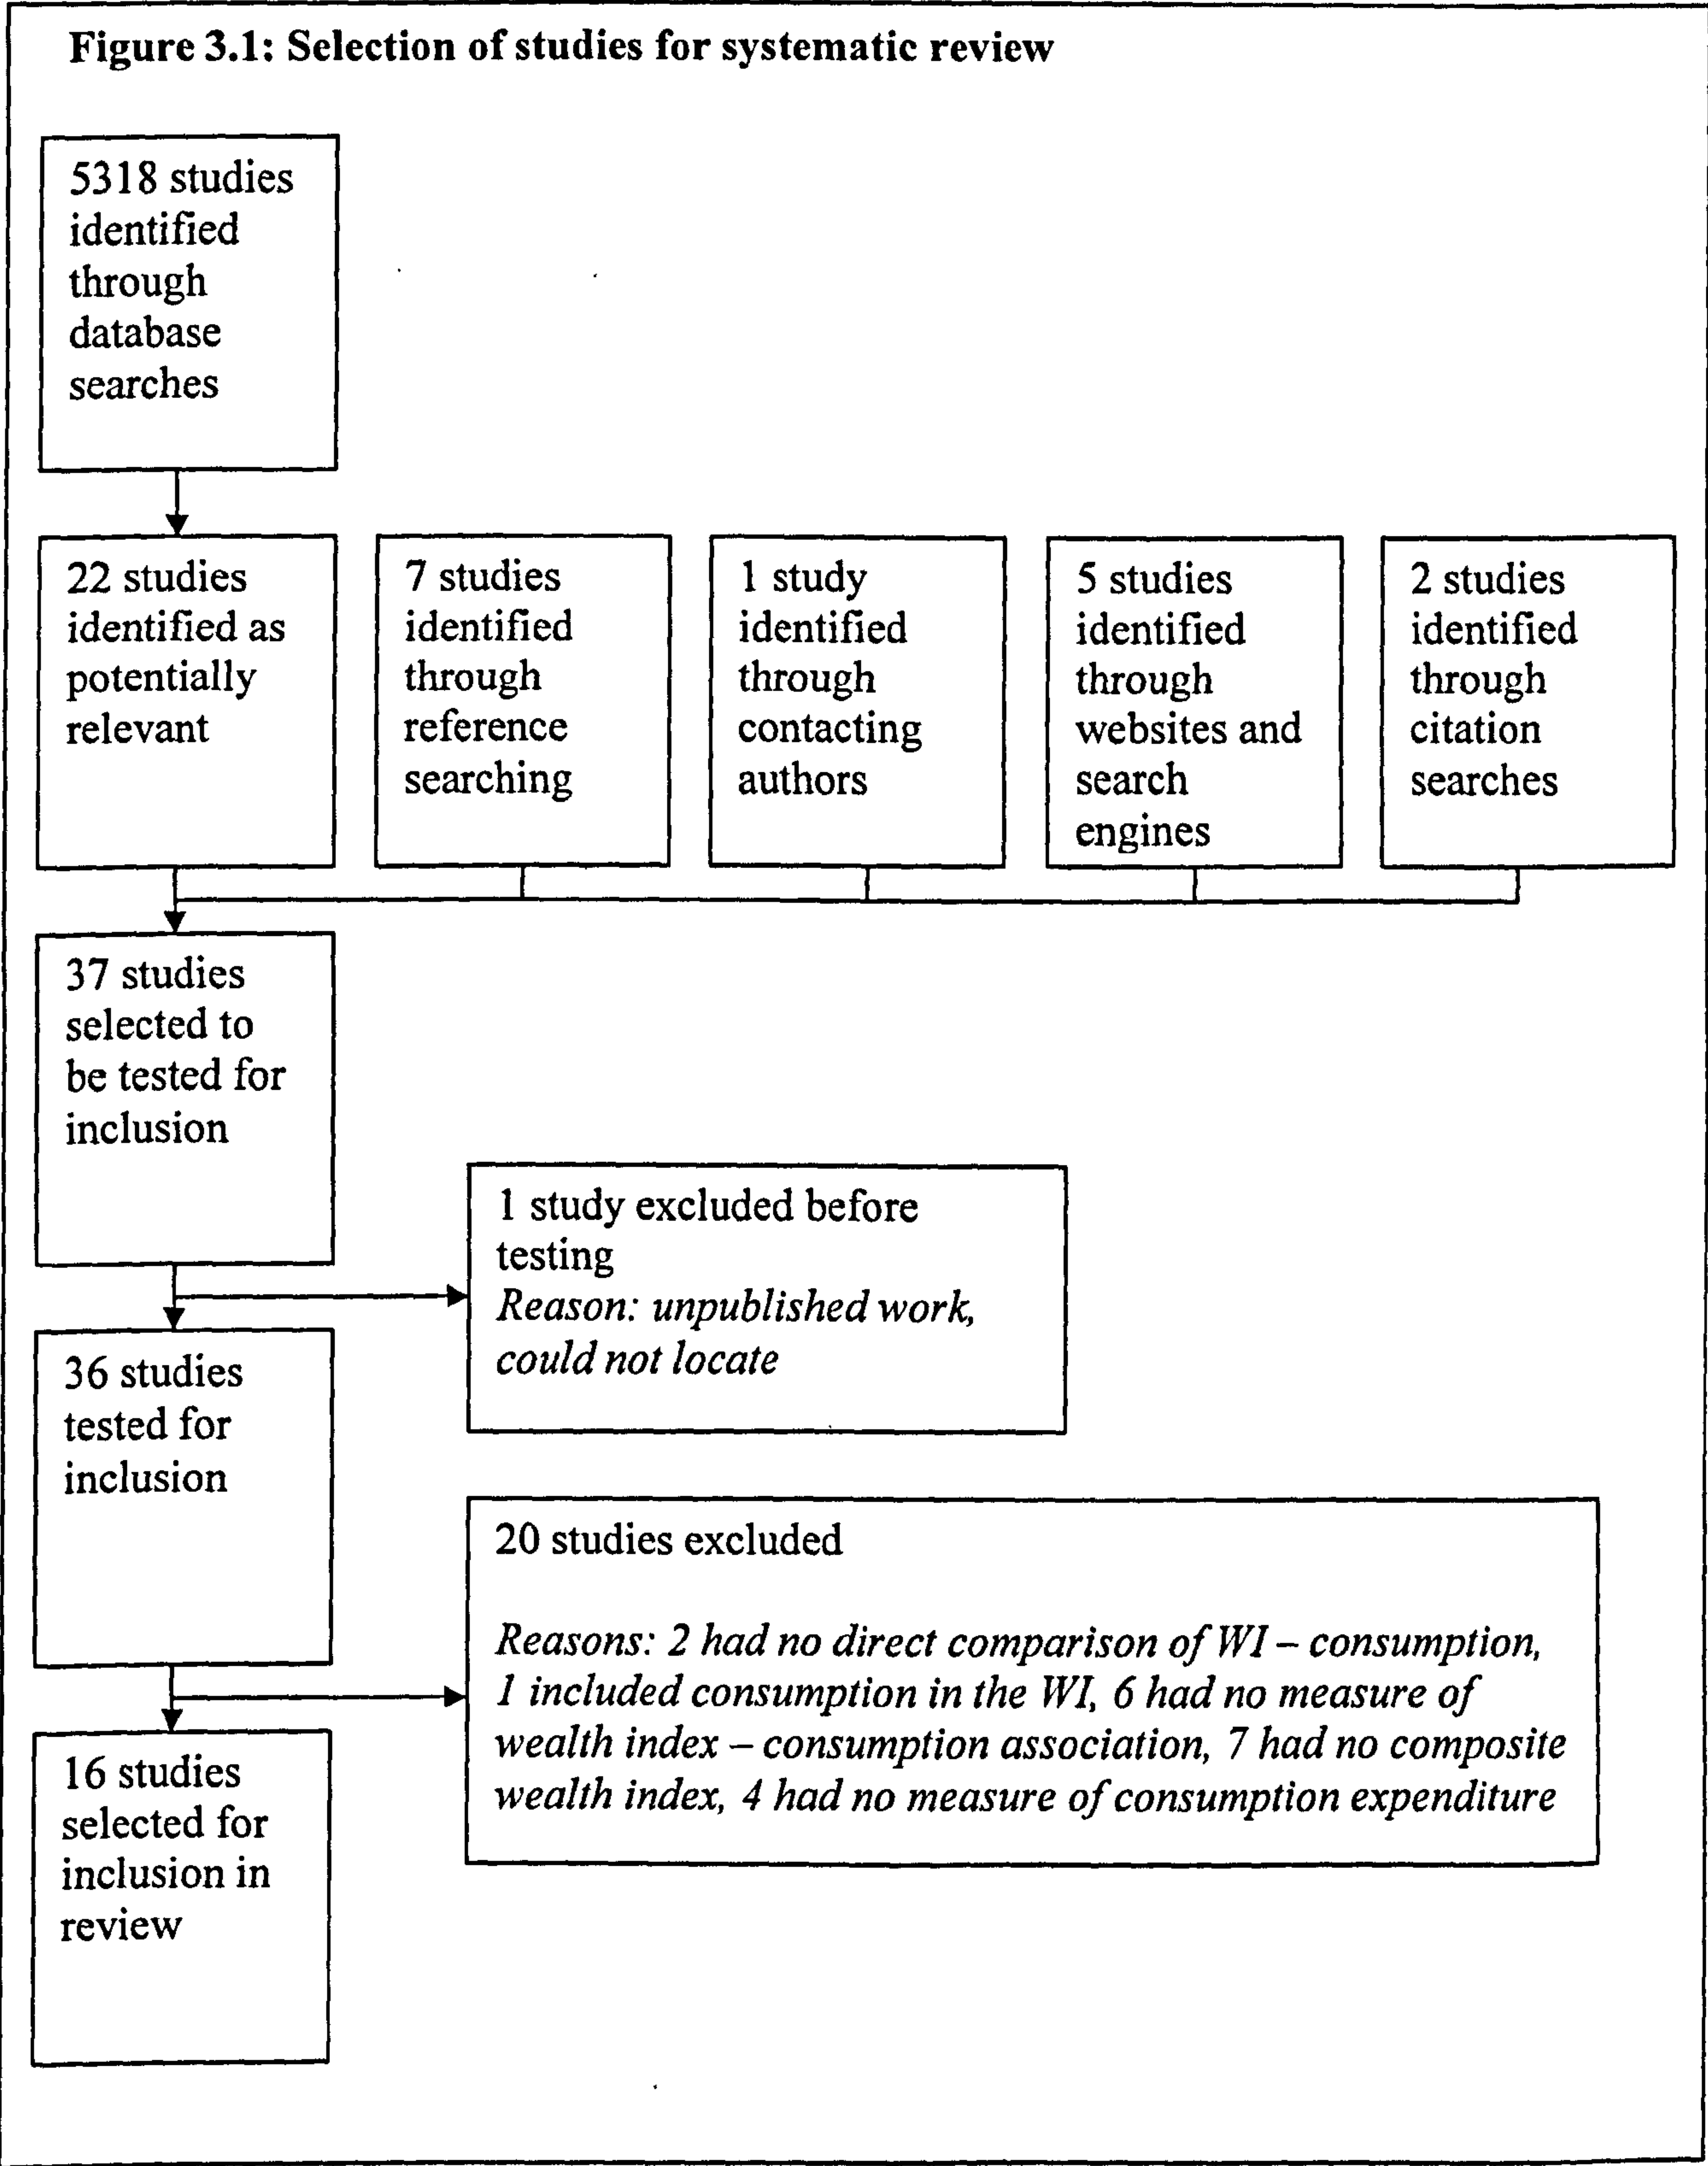 Figure 3.1: Selection of studies for systematic review
5318 studies
identified
through
database
searches
22 studies
identified as
potentially
relevant
7 studies
identified
through
reference
searching
1 study
identified
through
contacting
authors
5 studies
identified
through
websites and
search
engines
2 studies
identified
through
citation
searches
37 studies
selected to
be tested for
inclusion
1 study excluded before
testing
Reason: unpublished work,
could not locate
36 studies
tested for
inclusion
20 studies excluded
Reasons: 2 had no direct comparison of WI – consumption,
1 included consumption in the WI, 6 had no measure of
wealth index – consumption association, 7 had no composite
wealth index, 4 had no measure of consumption expenditure
16 studies
selected for
inclusion in
review